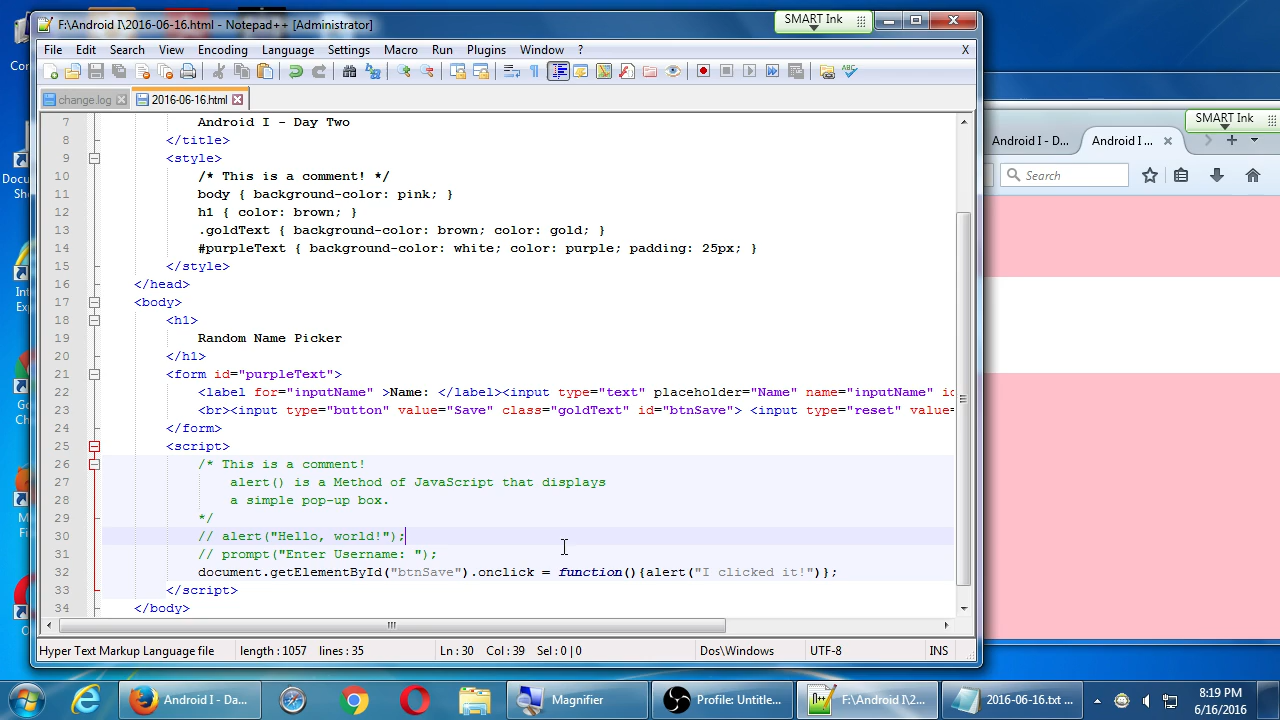 F:\Android I\2016-06-16.html - Notepad++ [Administrator]
SMART Ink
File Edit Search View Encoding Language Settings Macro Run Plugins Window ? X
change.log 2016-06-16.html
7 Android I - Day Two
8 </title>
9 <style>
10 /* This is a comment! */
11 body { background-color: pink; }
12 h1 { color: brown; }
13 .goldText { background-color: brown; color: gold; }
14 #purpleText { background-color: white; color: purple; padding: 25px; }
15 </style>
16 </head>
17 <body>
18 <h1>
19 Random Name Picker
20 </h1>
21 <form id="purpleText">
22 <label for="inputName" >Name: </label><input type="text" placeholder="Name" name="inputName" id
23 <br><input type="button" value="Save" class="goldText" id="btnSave"> <input type="reset" value=
24 </form>
25 <script>
26 /* This is a comment!
27 alert() is a Method of JavaScript that displays
28 a simple pop-up box.
29 */
30 // alert("Hello, world!");
31 // prompt("Enter Username: ");
32 document.getElementById("btnSave").onclick = function(){alert("I clicked it!")};
33 </script>
34 </body>
Hyper Text Markup Language file length : 1057 lines : 35 Ln : 30 Col : 39 Sel : 0 | 0 Dos\Windows UTF-8 INS
SMART Ink
Android I - D... Android I ...
Search
Android I - Da... Magnifier Profile: Untitle... F:\Android I\2... 2016-06-16.txt ...
8:19 PM
6/16/2016